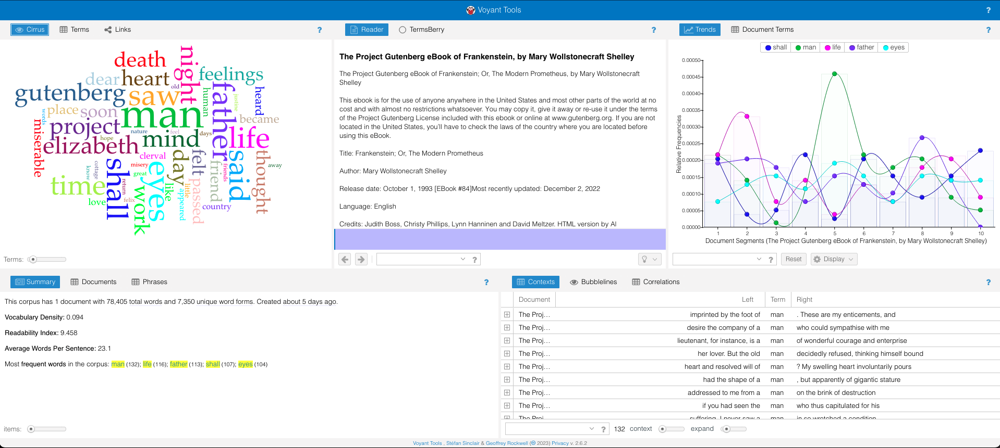 Voyant Tools
?
Cirrus
Terms
Links
?
death
night
feelings
dear
heart
old
gutenberg
saw
human
father
justine
heard
words
place
soon
man
became
miserable
project
nature
feel
days
hope
elizabeth
mind
life
clerval
day
felt
friend
friends
said
thought
away
know
cottage
shall
misery
great
eyes
time
return
like
little
love
felix
work
appeared
passed
country
Terms:
Reader
TermsBerry
?
The Project Gutenberg eBook of Frankenstein, by Mary Wollstonecraft Shelley
The Project Gutenberg eBook of Frankenstein; Or, The Modern Prometheus, by Mary Wollstonecraft
Shelley
This ebook is for the use of anyone anywhere in the United States and most other parts of the world at no
cost and with almost no restrictions whatsoever. You may copy it, give it away or re-use it under the terms
of the Project Gutenberg License included with this ebook or online at www.gutenberg.org. If you are not
located in the United States, you'll have to check the laws of the country where you are located before
using this eBook.
Title: Frankenstein; Or, The Modern Prometheus
Author: Mary Wollstonecraft Shelley
Release date: October 1, 1993 [EBook #84]Most recently updated: December 2, 2022
Language: English
Credits: Judith Boss, Christy Phillips, Lynn Hanninen and David Meltzer. HTML version by Al
?
Trends
Document Terms
?
shall man life father eyes
0.00050
0.00045
0.00040
0.00035
0.00030
0.00025
0.00020
0.00015
0.00010
0.00005
0.00000
Relative Frequencies
1 2 3 4 5 6 7 8 9 10
Document Segments (The Project Gutenberg eBook of Frankenstein, by Mary Wollstonecraft Shelley)
? Reset Display
Summary
Documents
Phrases
?
This corpus has 1 document with 78,405 total words and 7,350 unique word forms. Created about 5 days ago.
Vocabulary Density: 0.094
Readability Index: 9.458
Average Words Per Sentence: 23.1
Most frequent words in the corpus: man (132); life (116); father (113); shall (107); eyes (104)
items:
Contexts
Bubblelines
Correlations
?
Document Left Term Right
The Proj... imprinted by the foot of man . These are my enticements, and
The Proj... desire the company of a man who could sympathise with me
The Proj... lieutenant, for instance, is a man of wonderful courage and enterprise
The Proj... her lover. But the old man decidedly refused, thinking himself bound
The Proj... heart and resolved will of man ? My swelling heart involuntarily pours
The Proj... had the shape of a man , but apparently of gigantic stature
The Proj... addressed to me from a man on the brink of destruction
The Proj... if you had seen the man who thus capitulated for his
The Proj... suffering. I never saw a man in so wretched a condition
? 132 context expand
Voyant Tools , Stéfan Sinclair & Geoffrey Rockwell (© 2023) Privacy v. 2.6.2